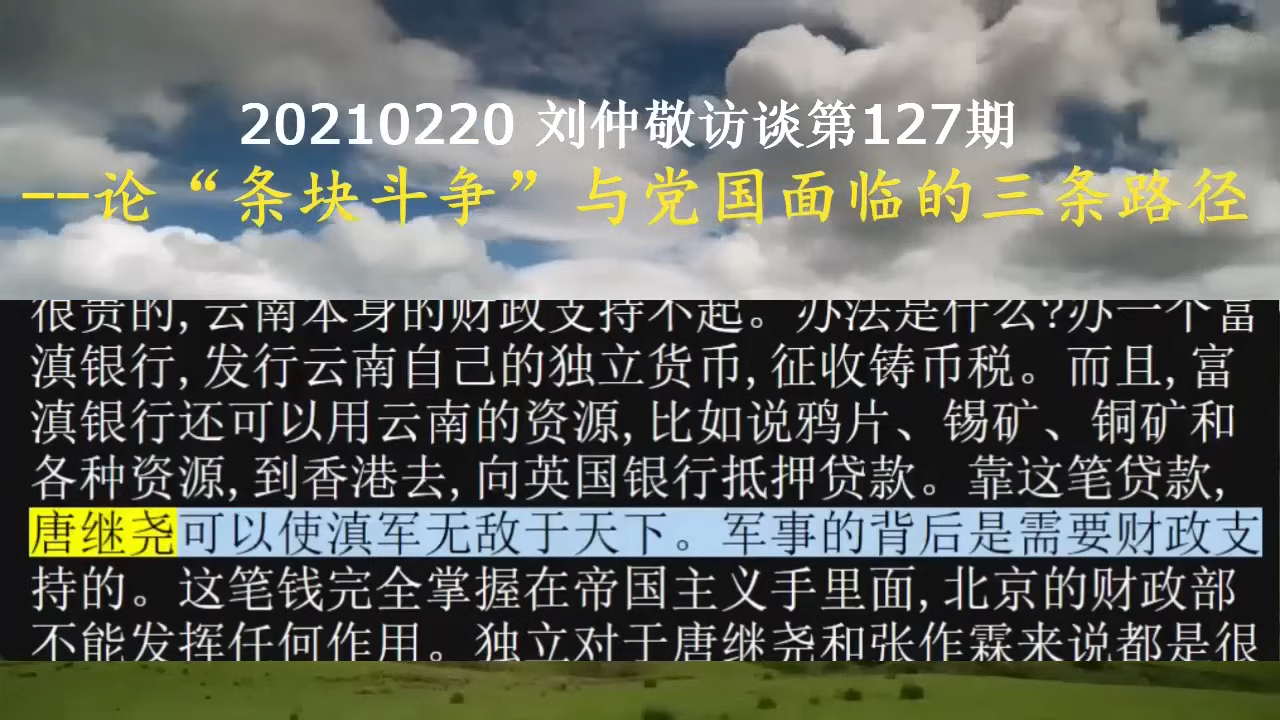 20210220 刘仲敬访谈第127期
--论“条块斗争”与党国面临的三条路径
很贵的,云南本身的财政支持不起。办法是什么?办一个富
滇银行,发行云南自己的独立货币,征收铸币税。而且,富
滇银行还可以用云南的资源,比如说鸦片、锡矿、铜矿和
各种资源,到香港去,向英国银行抵押贷款。靠这笔贷款,
唐继尧可以使滇军无敌于天下。军事的背后是需要财政支
持的。这笔钱完全掌握在帝国主义手里面,北京的财政部
不能发挥任何作用。独立对于唐继尧和张作霖来说都是很